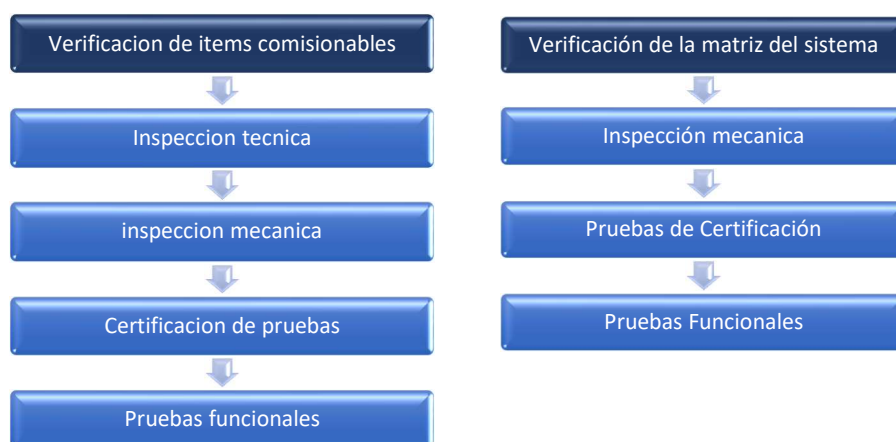 Verificacion de items comisionables
Inspeccion tecnica
inspeccion mecanica
Certificacion de pruebas
Pruebas funcionales
Verificación de la matriz del sistema
Inspección mecanica
Pruebas de Certificación
Pruebas Funcionales